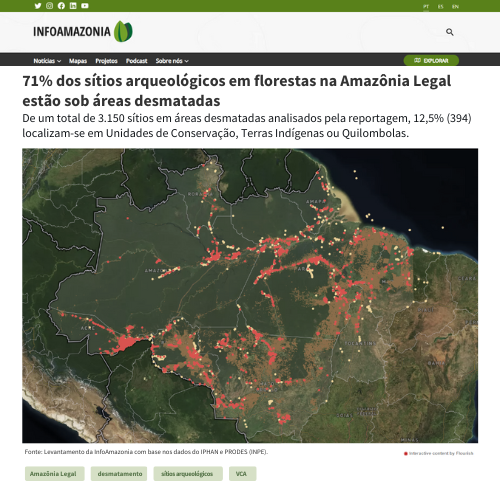 PT ES EN
INFOAMAZONIA
Notícias Mapas Projetos Podcast Sobre nós EXPLORAR
71% dos sítios arqueológicos em florestas na Amazônia Legal
estão sob áreas desmatadas
De um total de 3.150 sítios em áreas desmatadas analisados pela reportagem, 12,5% (394)
localizam-se em Unidades de Conservação, Terras Indígenas ou Quilombolas.
AMAPÁ
ACRE
Fonte: Levantamento da InfoAmazonia com base nos dados do IPHAN e PRODES (INPE).
Interactive content by Flourish
Amazônia Legal desmatamento sítios arqueológicos VCA